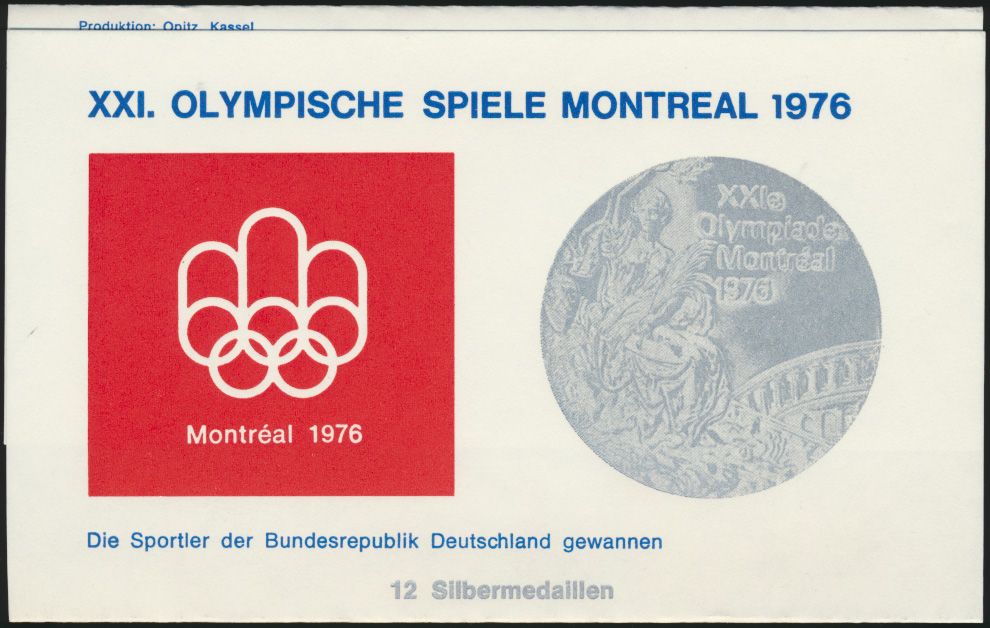 Produktion: Opitz, Kassel
XXI. OLYMPISCHE SPIELE MONTREAL 1976
XXIe
Olympiade
Montréal
1976
Montréal 1976
Die Sportler der Bundesrepublik Deutschland gewannen
12 Silbermedaillen